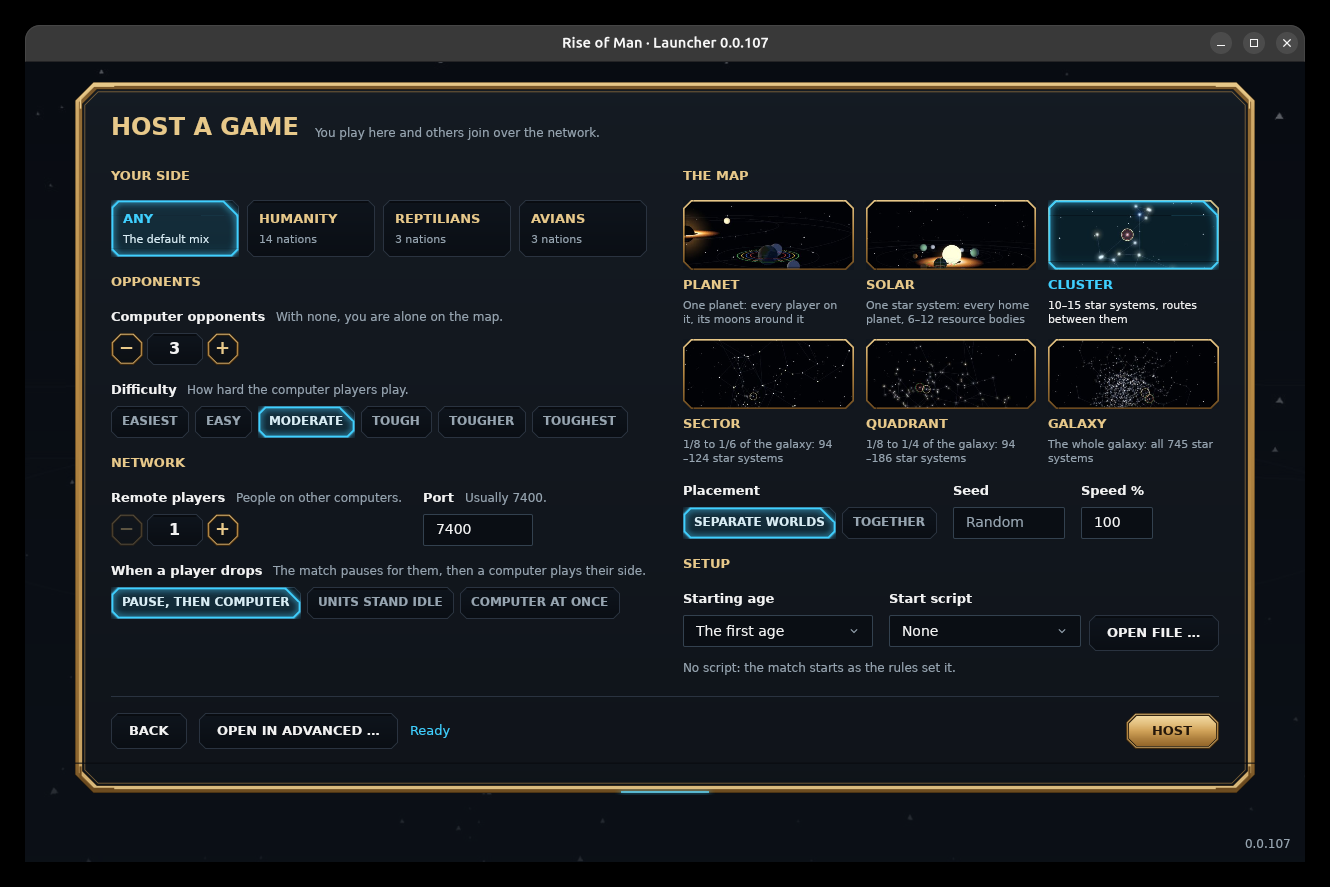 Rise of Man · Launcher 0.0.107
HOST A GAME You play here and others join over the network.
YOUR SIDE
ANY
The default mix
HUMANITY
14 nations
REPTILIANS
3 nations
AVIANS
3 nations
OPPONENTS
Computer opponents With none, you are alone on the map.
− 3 +
Difficulty How hard the computer players play.
EASIEST EASY MODERATE TOUGH TOUGHER TOUGHEST
NETWORK
Remote players People on other computers. Port Usually 7400.
− 1 + 7400
When a player drops The match pauses for them, then a computer plays their side.
PAUSE, THEN COMPUTER UNITS STAND IDLE COMPUTER AT ONCE
THE MAP
PLANET
One planet: every player on
it, its moons around it
SOLAR
One star system: every home
planet, 6–12 resource bodies
CLUSTER
10–15 star systems, routes
between them
SECTOR
1/8 to 1/6 of the galaxy: 94
–124 star systems
QUADRANT
1/8 to 1/4 of the galaxy: 94
–186 star systems
GALAXY
The whole galaxy: all 745 star
systems
Placement Seed Speed %
SEPARATE WORLDS TOGETHER Random 100
SETUP
Starting age Start script
The first age None OPEN FILE ...
No script: the match starts as the rules set it.
BACK OPEN IN ADVANCED ... Ready HOST
0.0.107